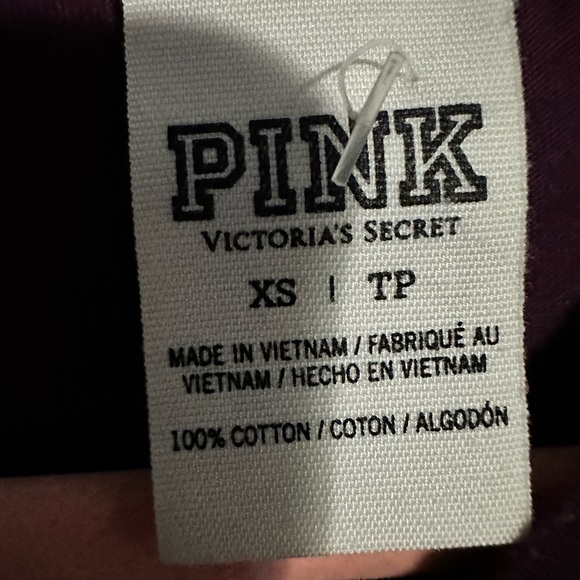 PINK
VICTORIA'S SECRET
XS | TP
MADE IN VIETNAM / FABRIQUÉ AU
VIETNAM / HECHO EN VIETNAM
100% COTTON / COTON / ALGODÓN